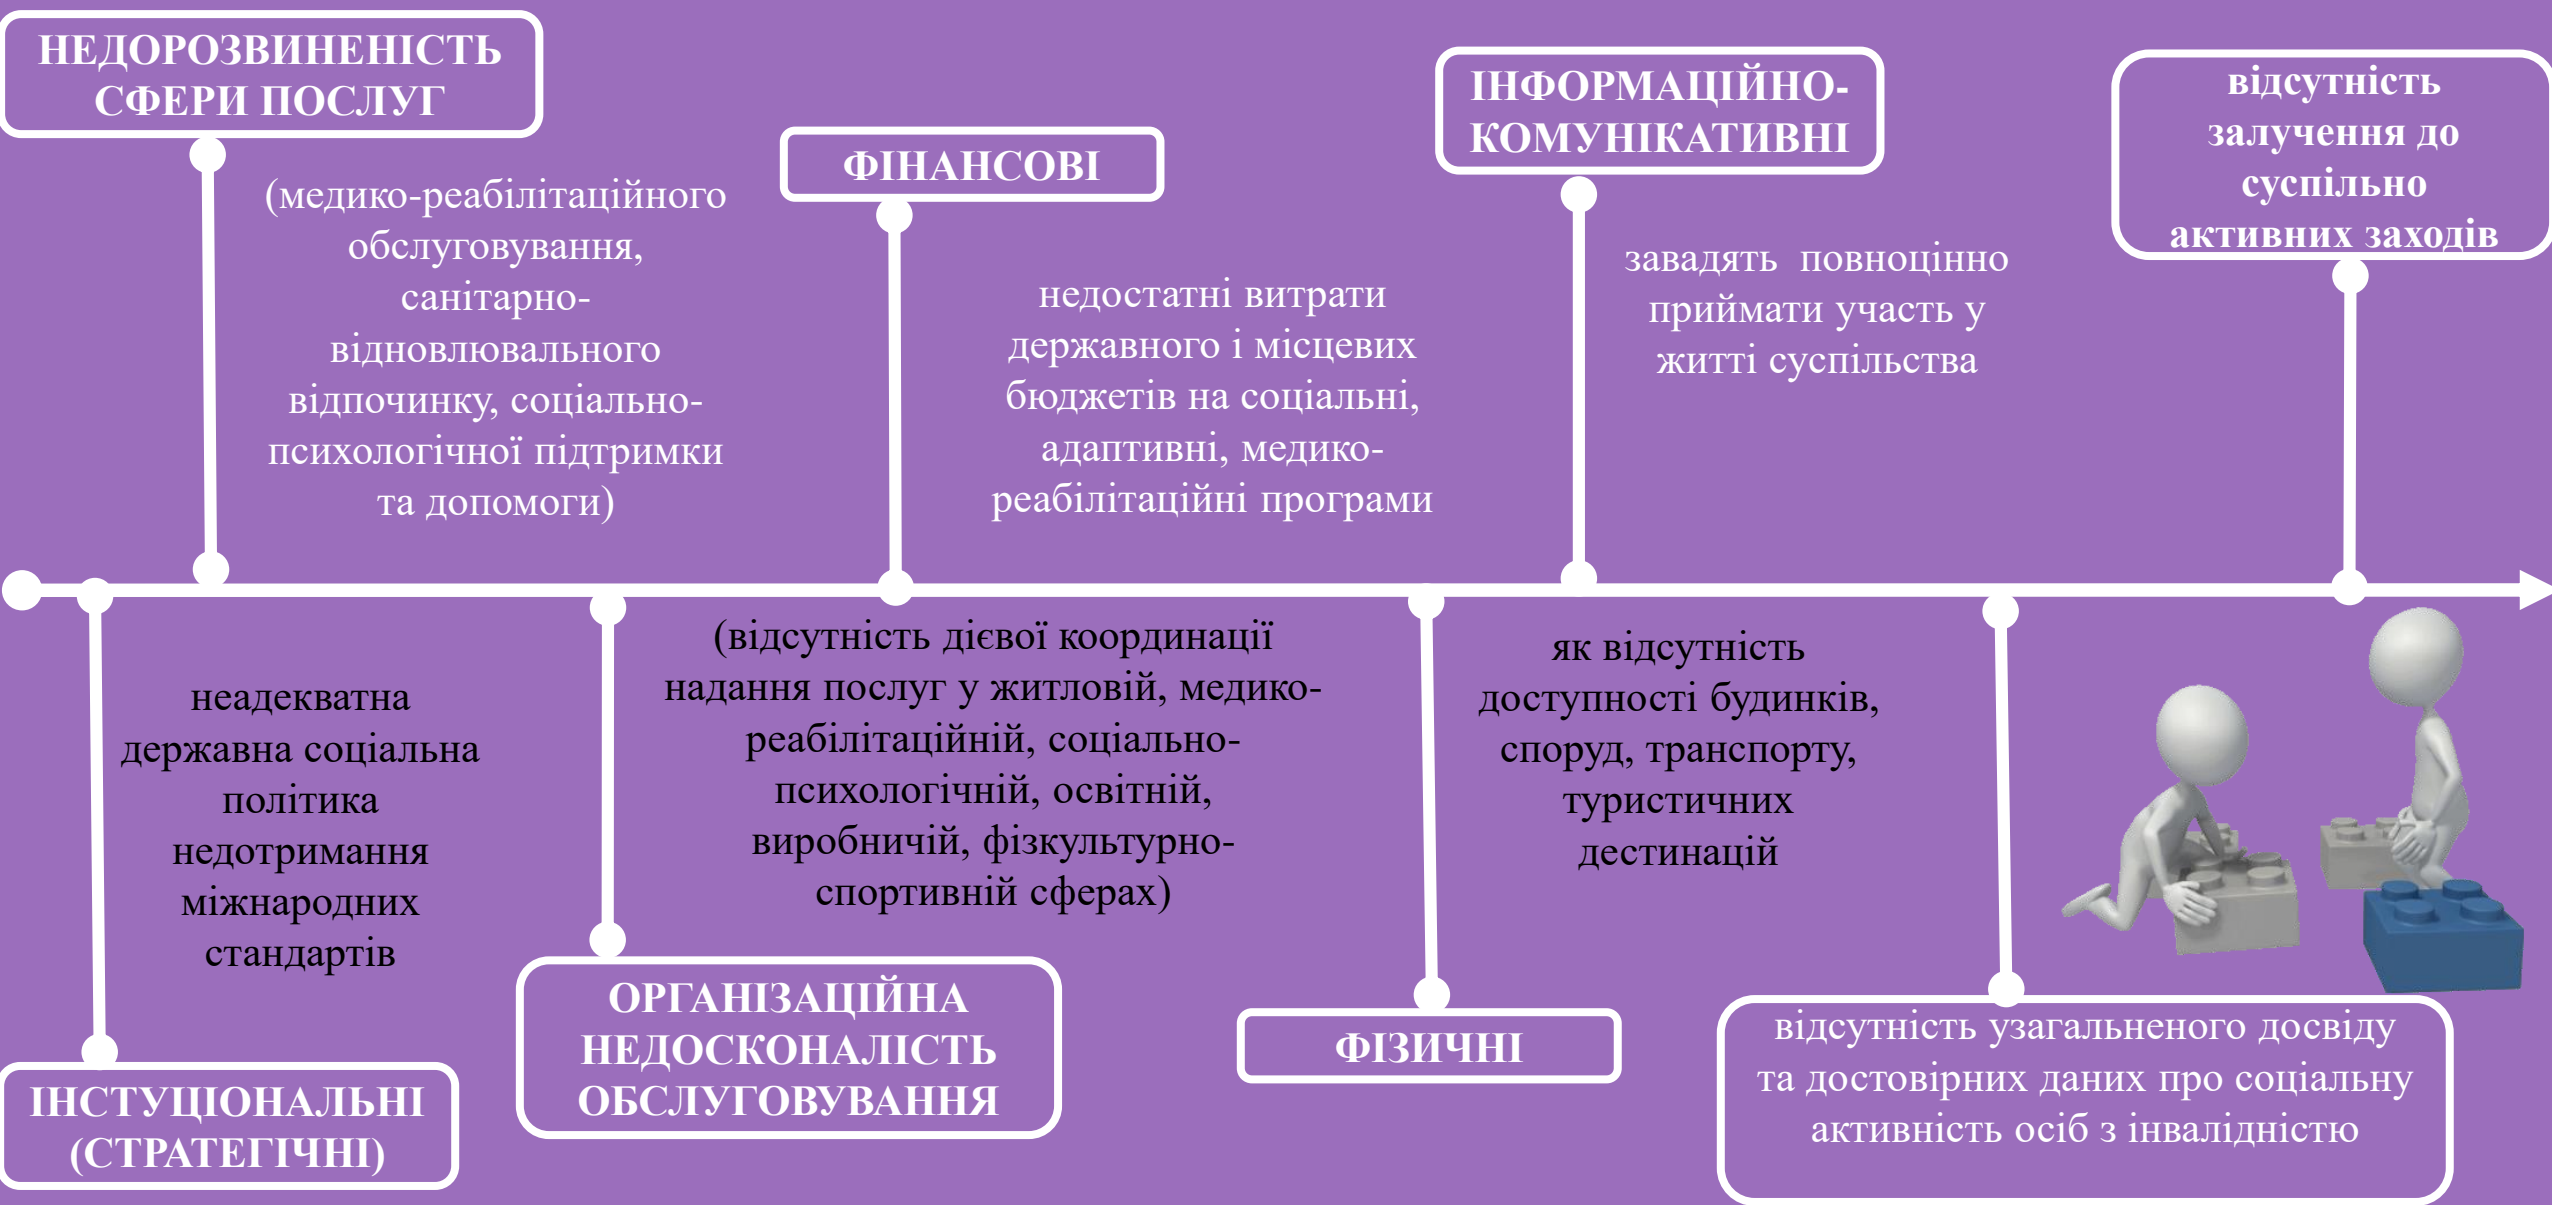 НЕДОРОЗВИНЕНІСТЬ
СФЕРИ ПОСЛУГ
(медико-реабілітаційного
обслуговування,
санітарно-
відновлювального
відпочинку, соціально-
психологічної підтримки
та допомоги)
ФІНАНСОВІ
недостатні витрати
державного і місцевих
бюджетів на соціальні,
адаптивні, медико-
реабілітаційні програми
ІНФОРМАЦІЙНО-
КОМУНІКАТИВНІ
завадять повноцінно
приймати участь у
житті суспільства
відсутність
залучення до
суспільно
активних заходів
неадекватна
державна соціальна
політика
недотримання
міжнародних
стандартів
ІНСТУЦІОНАЛЬНІ
(СТРАТЕГІЧНІ)
(відсутність дієвої координації
надання послуг у житловій, медико-
реабілітаційній, соціально-
психологічній, освітній,
виробничій, фізкультурно-
спортивній сферах)
ОРГАНІЗАЦІЙНА
НЕДОСКОНАЛІСТЬ
ОБСЛУГОВУВАННЯ
як відсутність
доступності будинків,
споруд, транспорту,
туристичних
дестинацій
ФІЗИЧНІ
відсутність узагальненого досвіду
та достовірних даних про соціальну
активність осіб з інвалідністю